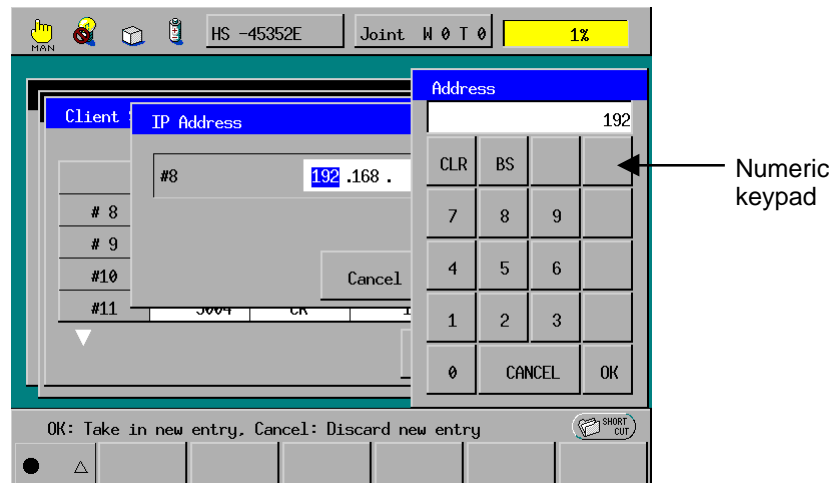 MAN
HS -45352E
Joint W 0 T 0
1%
Address
192
Client
IP Address
#8
192 .168 .
Cancel
# 8
# 9
#10
#11
5004 CR
CLR BS
7 8 9
4 5 6
1 2 3
0 CANCEL OK
Numeric
keypad
OK: Take in new entry, Cancel: Discard new entry
SHORT
CUT